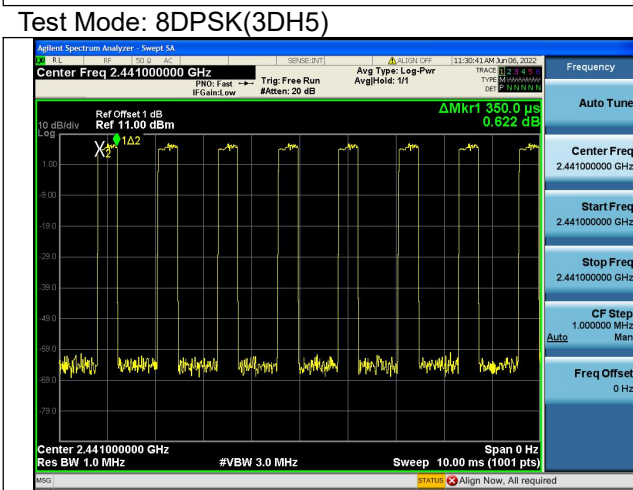 Test Mode: 8DPSK(3DH5)
Agilent Spectrum Analyzer - Swept SA
RL RF 50 Ω AC SENSE:INT ALIGN OFF 11:30:41 AM Jun 06, 2022
Center Freq 2.441000000 GHz
PNO: Fast
IFGain:Low
Trig: Free Run
#Atten: 20 dB
Avg Type: Log-Pwr
Avg|Hold: 1/1
TRACE 1 2 3 4 5 6
TYPE M
DET P N N N N N
ΔMkr1 350.0 µs
0.622 dB
Ref Offset 1 dB
10 dB/div Ref 11.00 dBm
Log
1Δ2
X2
1.00
-9.00
-19.0
-29.0
-39.0
-49.0
-59.0
-69.0
-79.0
Center 2.441000000 GHz
Span 0 Hz
Res BW 1.0 MHz #VBW 3.0 MHz Sweep 10.00 ms (1001 pts)
MSG STATUS Align Now, All required
Frequency
Auto Tune
Center Freq
2.441000000 GHz
Start Freq
2.441000000 GHz
Stop Freq
2.441000000 GHz
CF Step
1.000000 MHz
Auto Man
Freq Offset
0 Hz